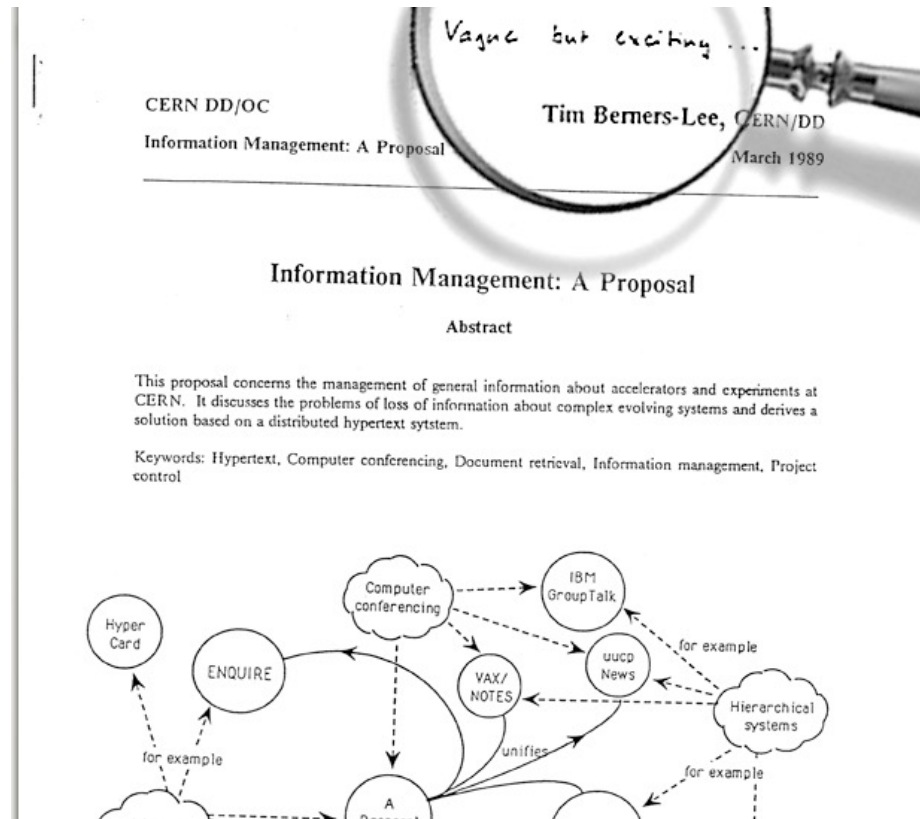 Vague but exciting ...
CERN DD/OC
Tim Berners-Lee, CERN/DD
Information Management: A Proposal
March 1989
Information Management: A Proposal
Abstract
This proposal concerns the management of general information about accelerators and experiments at
CERN. It discusses the problems of loss of information about complex evolving systems and derives a
solution based on a distributed hypertext sytstem.
Keywords: Hypertext, Computer conferencing, Document retrieval, Information management, Project
control
Computer
conferencing
IBM
GroupTalk
Hyper
Card
ENQUIRE
VAX/
NOTES
uucp
News
for example
Hierarchical
systems
for example
unifies
for example
A